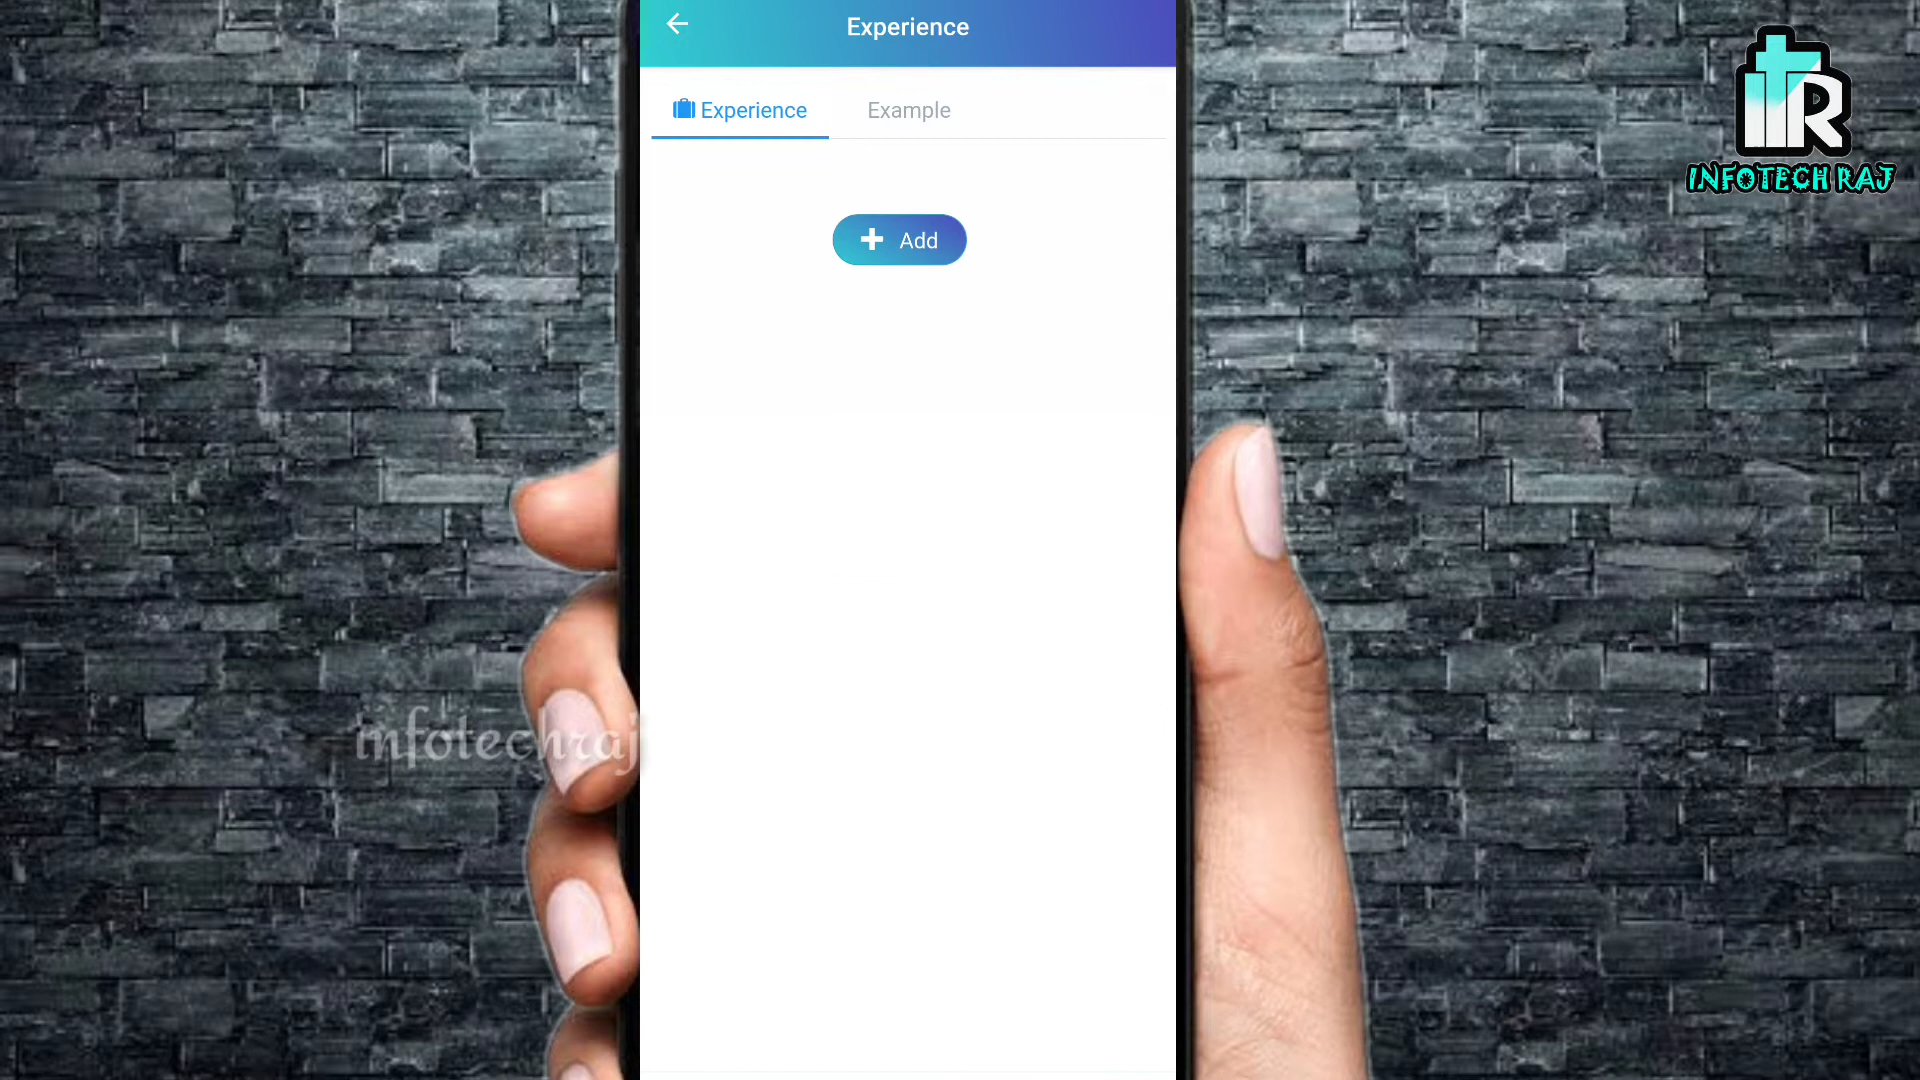 Experience
Experience
Example
Add
INFOTECH RAJ
infotechraj